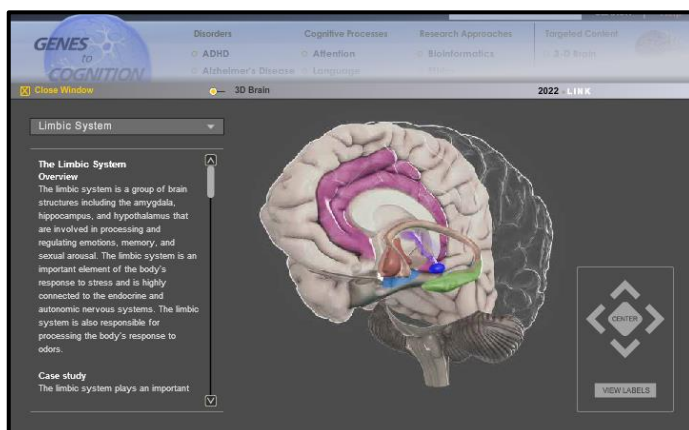 GENES
to
COGNITION
Disorders
ADHD
Alzheimer's Disease
Cognitive Processes
Attention
Language
Research Approaches
Bioinformatics
Targeted Content
3-D Brain
Close Window
3D Brain
2022 LINK
Limbic System
The Limbic System
Overview
The limbic system is a group of brain
structures including the amygdala,
hippocampus, and hypothalamus that
are involved in processing and
regulating emotions, memory, and
sexual arousal. The limbic system is an
important element of the body's
response to stress and is highly
connected to the endocrine and
autonomic nervous systems. The limbic
system is also responsible for
processing the body's response to
odors.
Case study
The limbic system plays an important
CENTER
VIEW LABELS